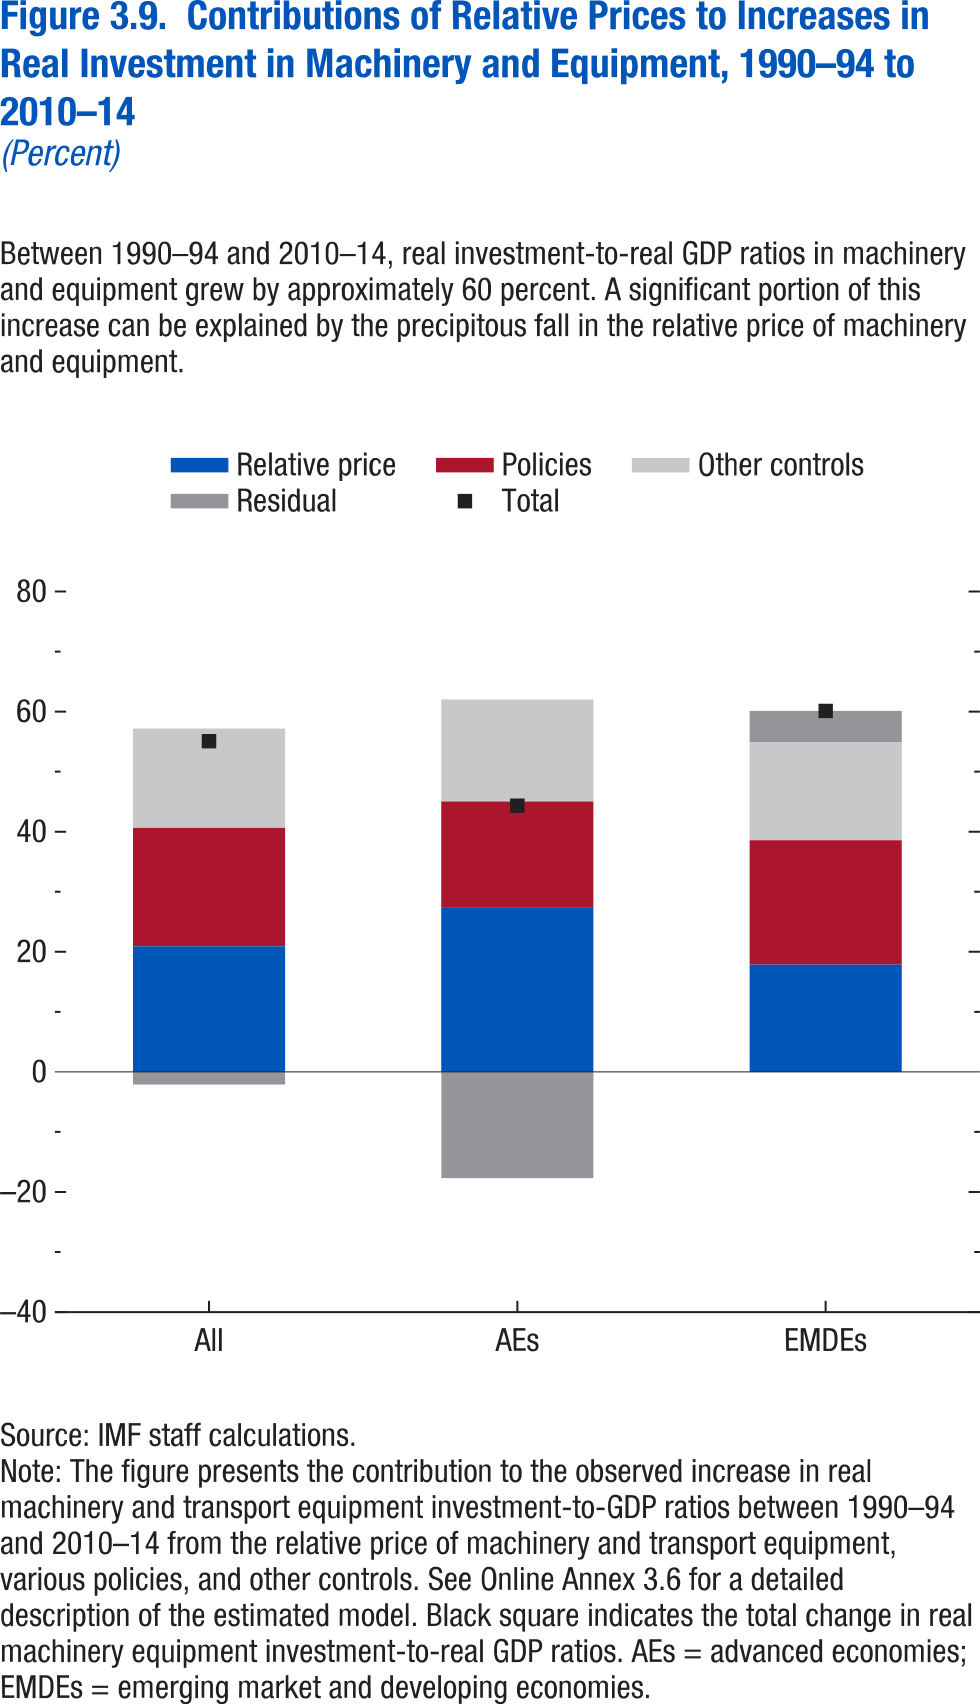 Figure 3.9.  Contributions of Relative Prices to Increases in
Real Investment in Machinery and Equipment, 1990–94 to
2010–14
(Percent)
Between 1990–94 and 2010–14, real investment-to-real GDP ratios in machinery
and equipment grew by approximately 60 percent. A significant portion of this
increase can be explained by the precipitous fall in the relative price of machinery
and equipment.
Relative price Policies Other controls
Residual Total
80
60
40
20
0
–20
–40
All AEs EMDEs
Source: IMF staff calculations.
Note: The figure presents the contribution to the observed increase in real
machinery and transport equipment investment-to-GDP ratios between 1990–94
and 2010–14 from the relative price of machinery and transport equipment,
various policies, and other controls. See Online Annex 3.6 for a detailed
description of the estimated model. Black square indicates the total change in real
machinery equipment investment-to-real GDP ratios. AEs = advanced economies;
EMDEs = emerging market and developing economies.